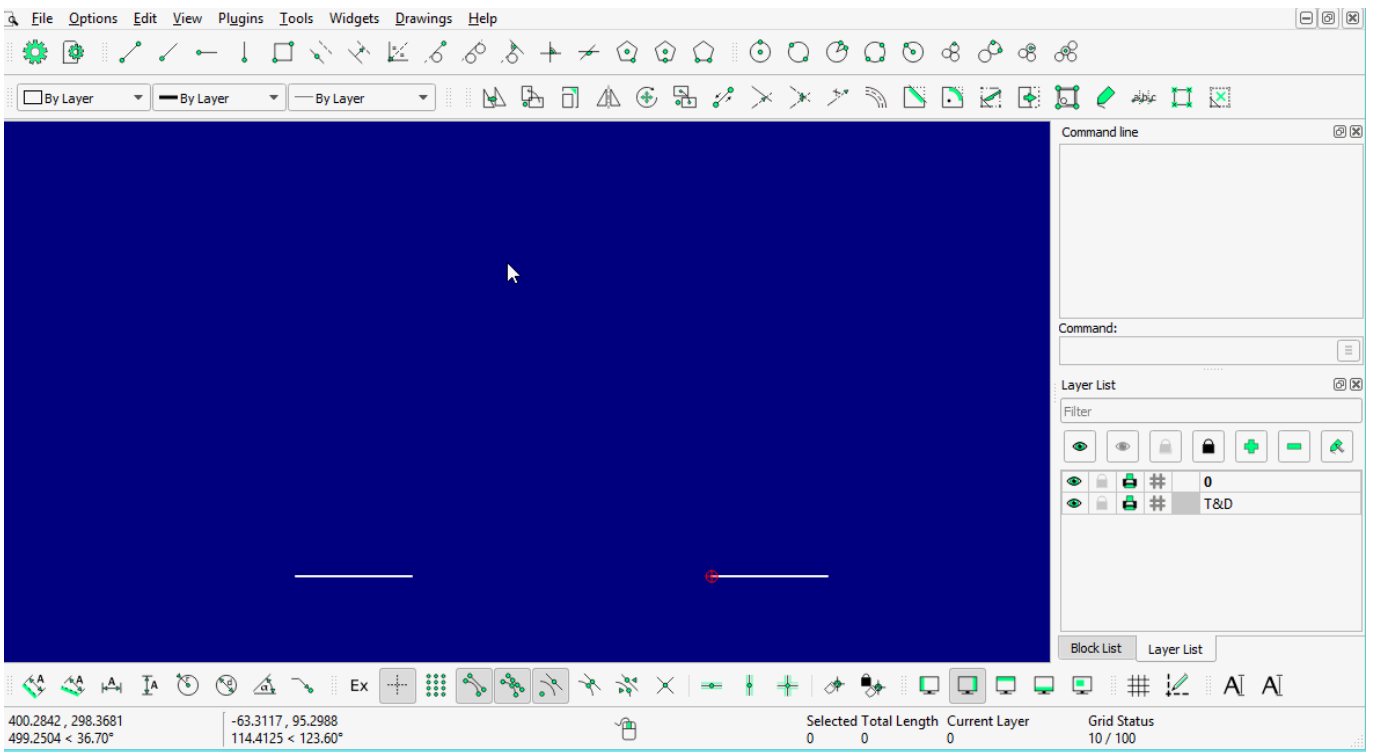 File Options Edit View Plugins Tools Widgets Drawings Help
By Layer By Layer By Layer
Command line
Command:
Layer List
Filter
0
T&D
Block List Layer List
Ex
400.2842 , 298.3681
499.2504 < 36.70°
-63.3117 , 95.2988
114.4125 < 123.60°
Selected Total Length Current Layer
0 0 0
Grid Status
10 / 100